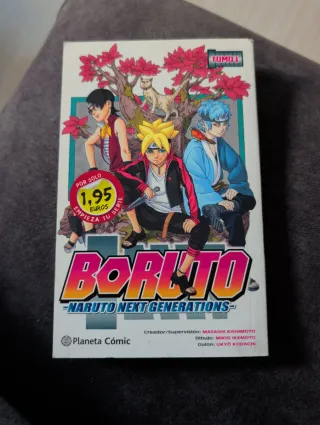 TOMO 1
POR SOLO
1,95
EUROS
EMPIEZA TU SERIE
BORUTO
-NARUTO NEXT GENERATIONS-
Creador/Supervisión: MASASHI KISHIMOTO
Dibujo: MIKIO IKEMOTO
Guion: UKYÔ KODACHI
Planeta Cómic